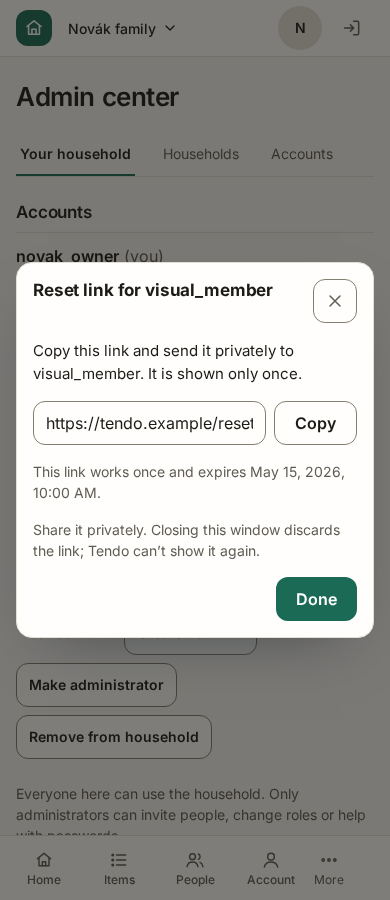 Novák family
N
Admin center
Your household Households Accounts
Accounts
novak_owner (you)
Reset link for visual_member
Copy this link and send it privately to
visual_member. It is shown only once.
https://tendo.example/reset
Copy
This link works once and expires May 15, 2026,
10:00 AM.
Share it privately. Closing this window discards
the link; Tendo can’t show it again.
Done
Make administrator
Remove from household
Everyone here can use the household. Only
administrators can invite people, change roles or help
with passwords.
Home Items People Account More